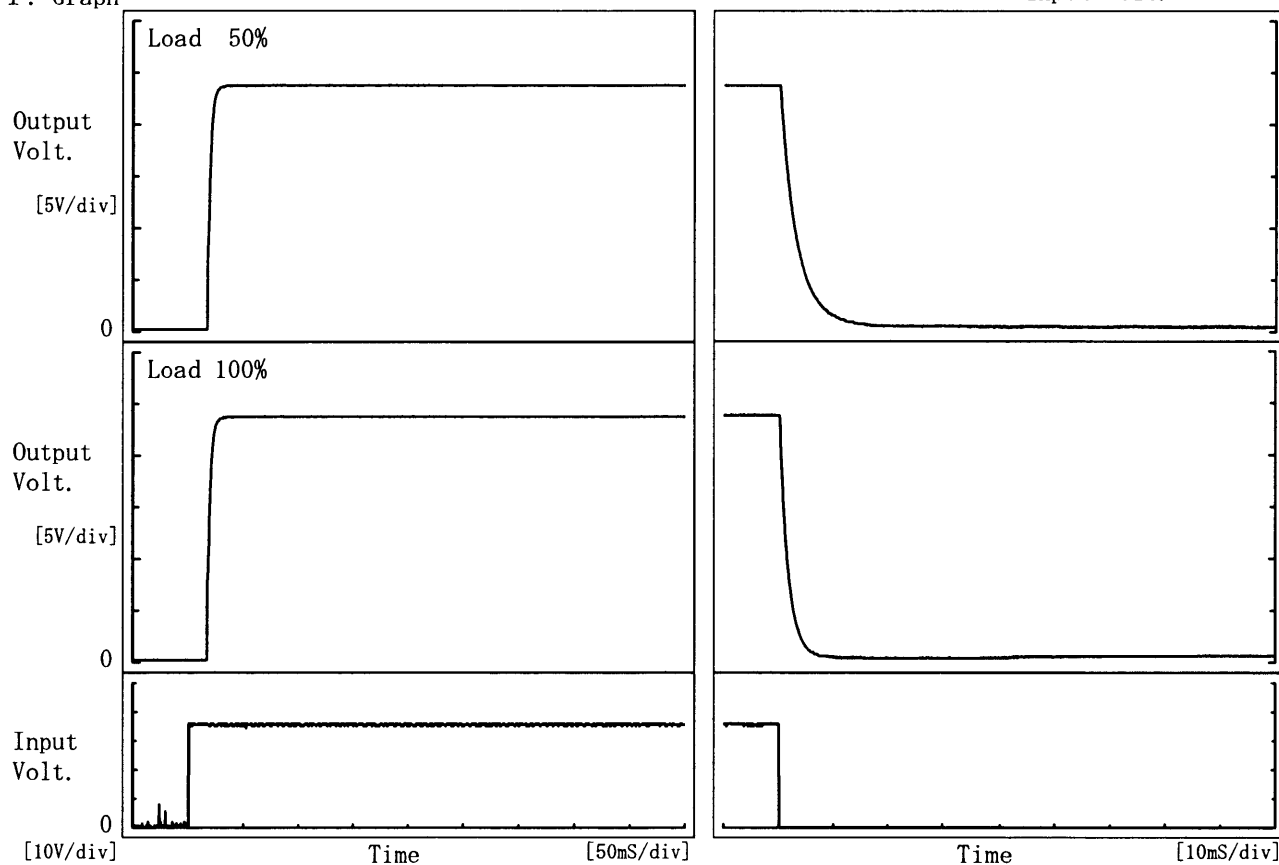 Graph
Load 50%
Output
Volt.
[5V/div]
0
Load 100%
Output
Volt.
[5V/div]
0
Input
Volt.
0
[10V/div]
Time
[50mS/div]
Time
[10mS/div]